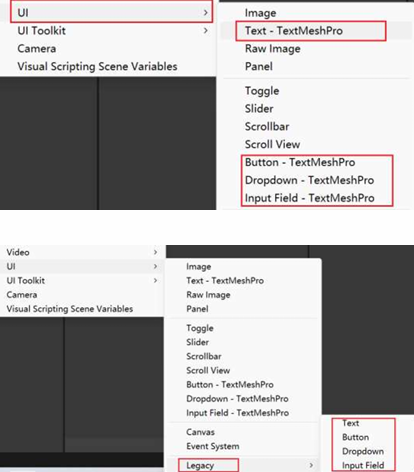 UI
UI Toolkit
Camera
Visual Scripting Scene Variables
Image
Text - TextMeshPro
Raw Image
Panel
Toggle
Slider
Scrollbar
Scroll View
Button - TextMeshPro
Dropdown - TextMeshPro
Input Field - TextMeshPro
Video
UI
UI Toolkit
Camera
Visual Scripting Scene Variables
Image
Text - TextMeshPro
Raw Image
Panel
Toggle
Slider
Scrollbar
Scroll View
Button - TextMeshPro
Dropdown - TextMeshPro
Input Field - TextMeshPro
Canvas
Event System
Legacy
Text
Button
Dropdown
Input Field